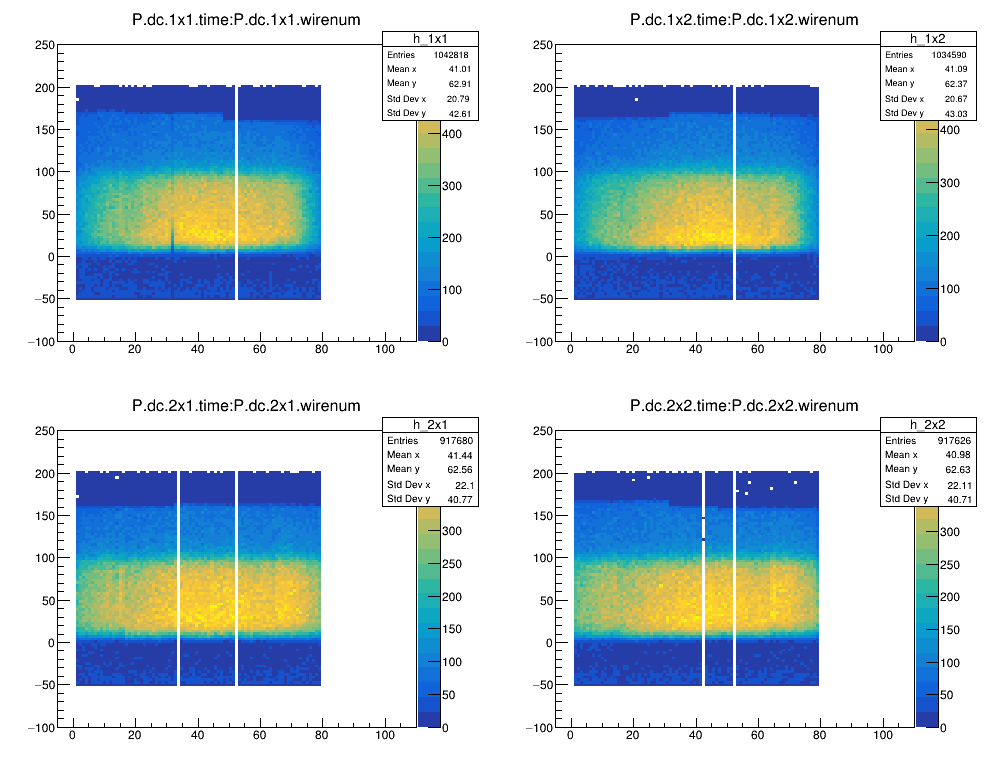 P.dc.1x1.time:P.dc.1x1.wirenum
h_1x1
Entries 1042818
Mean x 41.01
Mean y 62.91
Std Dev x 20.79
Std Dev y 42.61
250
200
150
100
50
0
−50
−100
0 20 40 60 80 100
400
300
200
100
0
P.dc.1x2.time:P.dc.1x2.wirenum
h_1x2
Entries 1034590
Mean x 41.09
Mean y 62.37
Std Dev x 20.67
Std Dev y 43.03
250
200
150
100
50
0
−50
−100
0 20 40 60 80 100
400
300
200
100
0
P.dc.2x1.time:P.dc.2x1.wirenum
h_2x1
Entries 917680
Mean x 41.44
Mean y 62.56
Std Dev x 22.1
Std Dev y 40.77
250
200
150
100
50
0
−50
−100
0 20 40 60 80 100
300
250
200
150
100
50
0
P.dc.2x2.time:P.dc.2x2.wirenum
h_2x2
Entries 917626
Mean x 40.98
Mean y 62.63
Std Dev x 22.11
Std Dev y 40.71
250
200
150
100
50
0
−50
−100
0 20 40 60 80 100
300
250
200
150
100
50
0